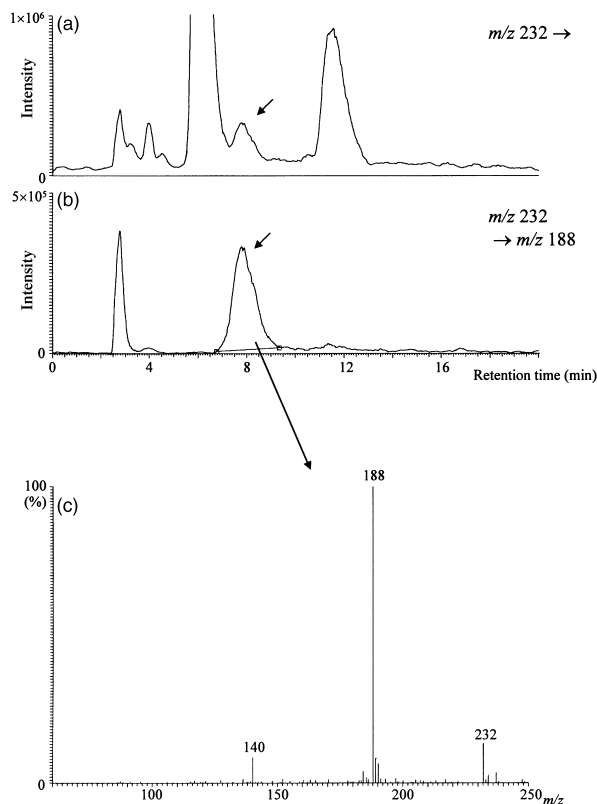 1×10⁶
(a)
m/z 232 →
Intensity
0
5×10⁵
(b)
m/z 232
→ m/z 188
Intensity
0
0 4 8 12 16
Retention time (min)
100
(%)
(c)
188
140
232
0
100 150 200 250 m/z